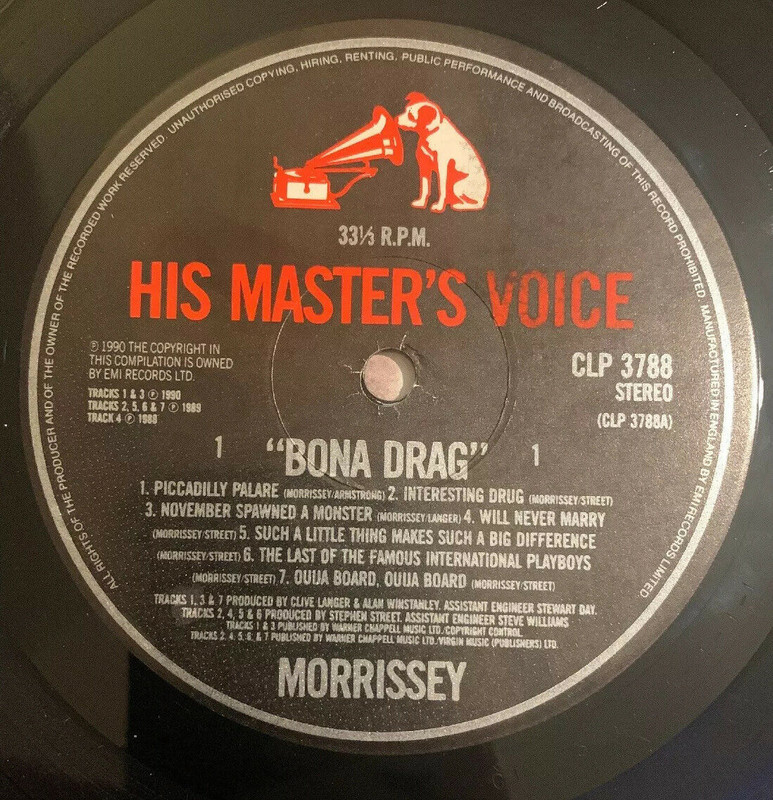 ALL RIGHTS OF THE PRODUCER AND OF THE OWNER OF THE RECORDED WORK RESERVED. UNAUTHORISED COPYING, HIRING, RENTING, PUBLIC PERFORMANCE AND BROADCASTING OF THIS RECORD PROHIBITED. MANUFACTURED IN ENGLAND BY EMI RECORDS LIMITED
33⅓ R.P.M.
HIS MASTER'S VOICE
℗ 1990 THE COPYRIGHT IN
THIS COMPILATION IS OWNED
BY EMI RECORDS LTD.
TRACKS 1 & 3 ℗ 1990
TRACKS 2, 5, 6 & 7 ℗ 1989
TRACK 4 ℗ 1988
CLP 3788
STEREO
(CLP 3788A)
1 "BONA DRAG" 1
1. PICCADILLY PALARE (MORRISSEY/ARMSTRONG) 2. INTERESTING DRUG (MORRISSEY/STREET)
3. NOVEMBER SPAWNED A MONSTER (MORRISSEY/LANGER) 4. WILL NEVER MARRY
(MORRISSEY/STREET) 5. SUCH A LITTLE THING MAKES SUCH A BIG DIFFERENCE
(MORRISSEY/STREET) 6. THE LAST OF THE FAMOUS INTERNATIONAL PLAYBOYS
(MORRISSEY/STREET) 7. OUIJA BOARD, OUIJA BOARD (MORRISSEY/STREET)
TRACKS 1, 3 & 7 PRODUCED BY CLIVE LANGER & ALAN WINSTANLEY. ASSISTANT ENGINEER STEWART DAY.
TRACKS 2, 4, 5 & 6 PRODUCED BY STEPHEN STREET. ASSISTANT ENGINEER STEVE WILLIAMS
TRACKS 1 & 3 PUBLISHED BY WARNER CHAPPELL MUSIC LTD./COPYRIGHT CONTROL.
TRACKS 2, 4, 5, 6, & 7 PUBLISHED BY WARNER CHAPPELL MUSIC LTD./VIRGIN MUSIC (PUBLISHERS) LTD.
MORRISSEY